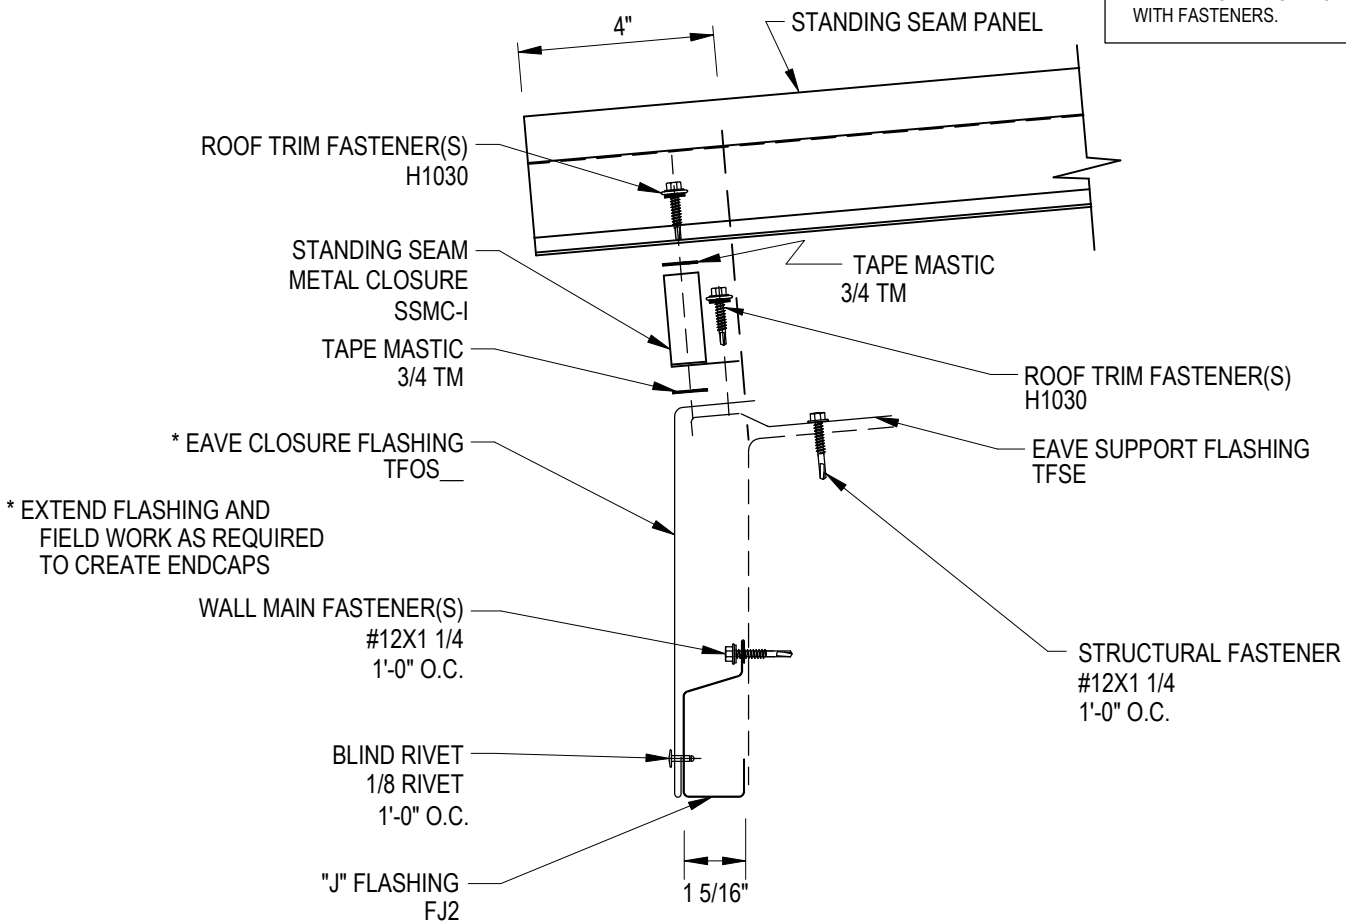 WITH FASTENERS.
4"
STANDING SEAM PANEL
ROOF TRIM FASTENER(S)
H1030
STANDING SEAM
METAL CLOSURE
SSMC-I
TAPE MASTIC
3/4 TM
TAPE MASTIC
3/4 TM
ROOF TRIM FASTENER(S)
H1030
* EAVE CLOSURE FLASHING
TFOS__
EAVE SUPPORT FLASHING
TFSE
* EXTEND FLASHING AND
FIELD WORK AS REQUIRED
TO CREATE ENDCAPS
WALL MAIN FASTENER(S)
#12X1 1/4
1'-0" O.C.
STRUCTURAL FASTENER
#12X1 1/4
1'-0" O.C.
BLIND RIVET
1/8 RIVET
1'-0" O.C.
"J" FLASHING
FJ2
1 5/16"